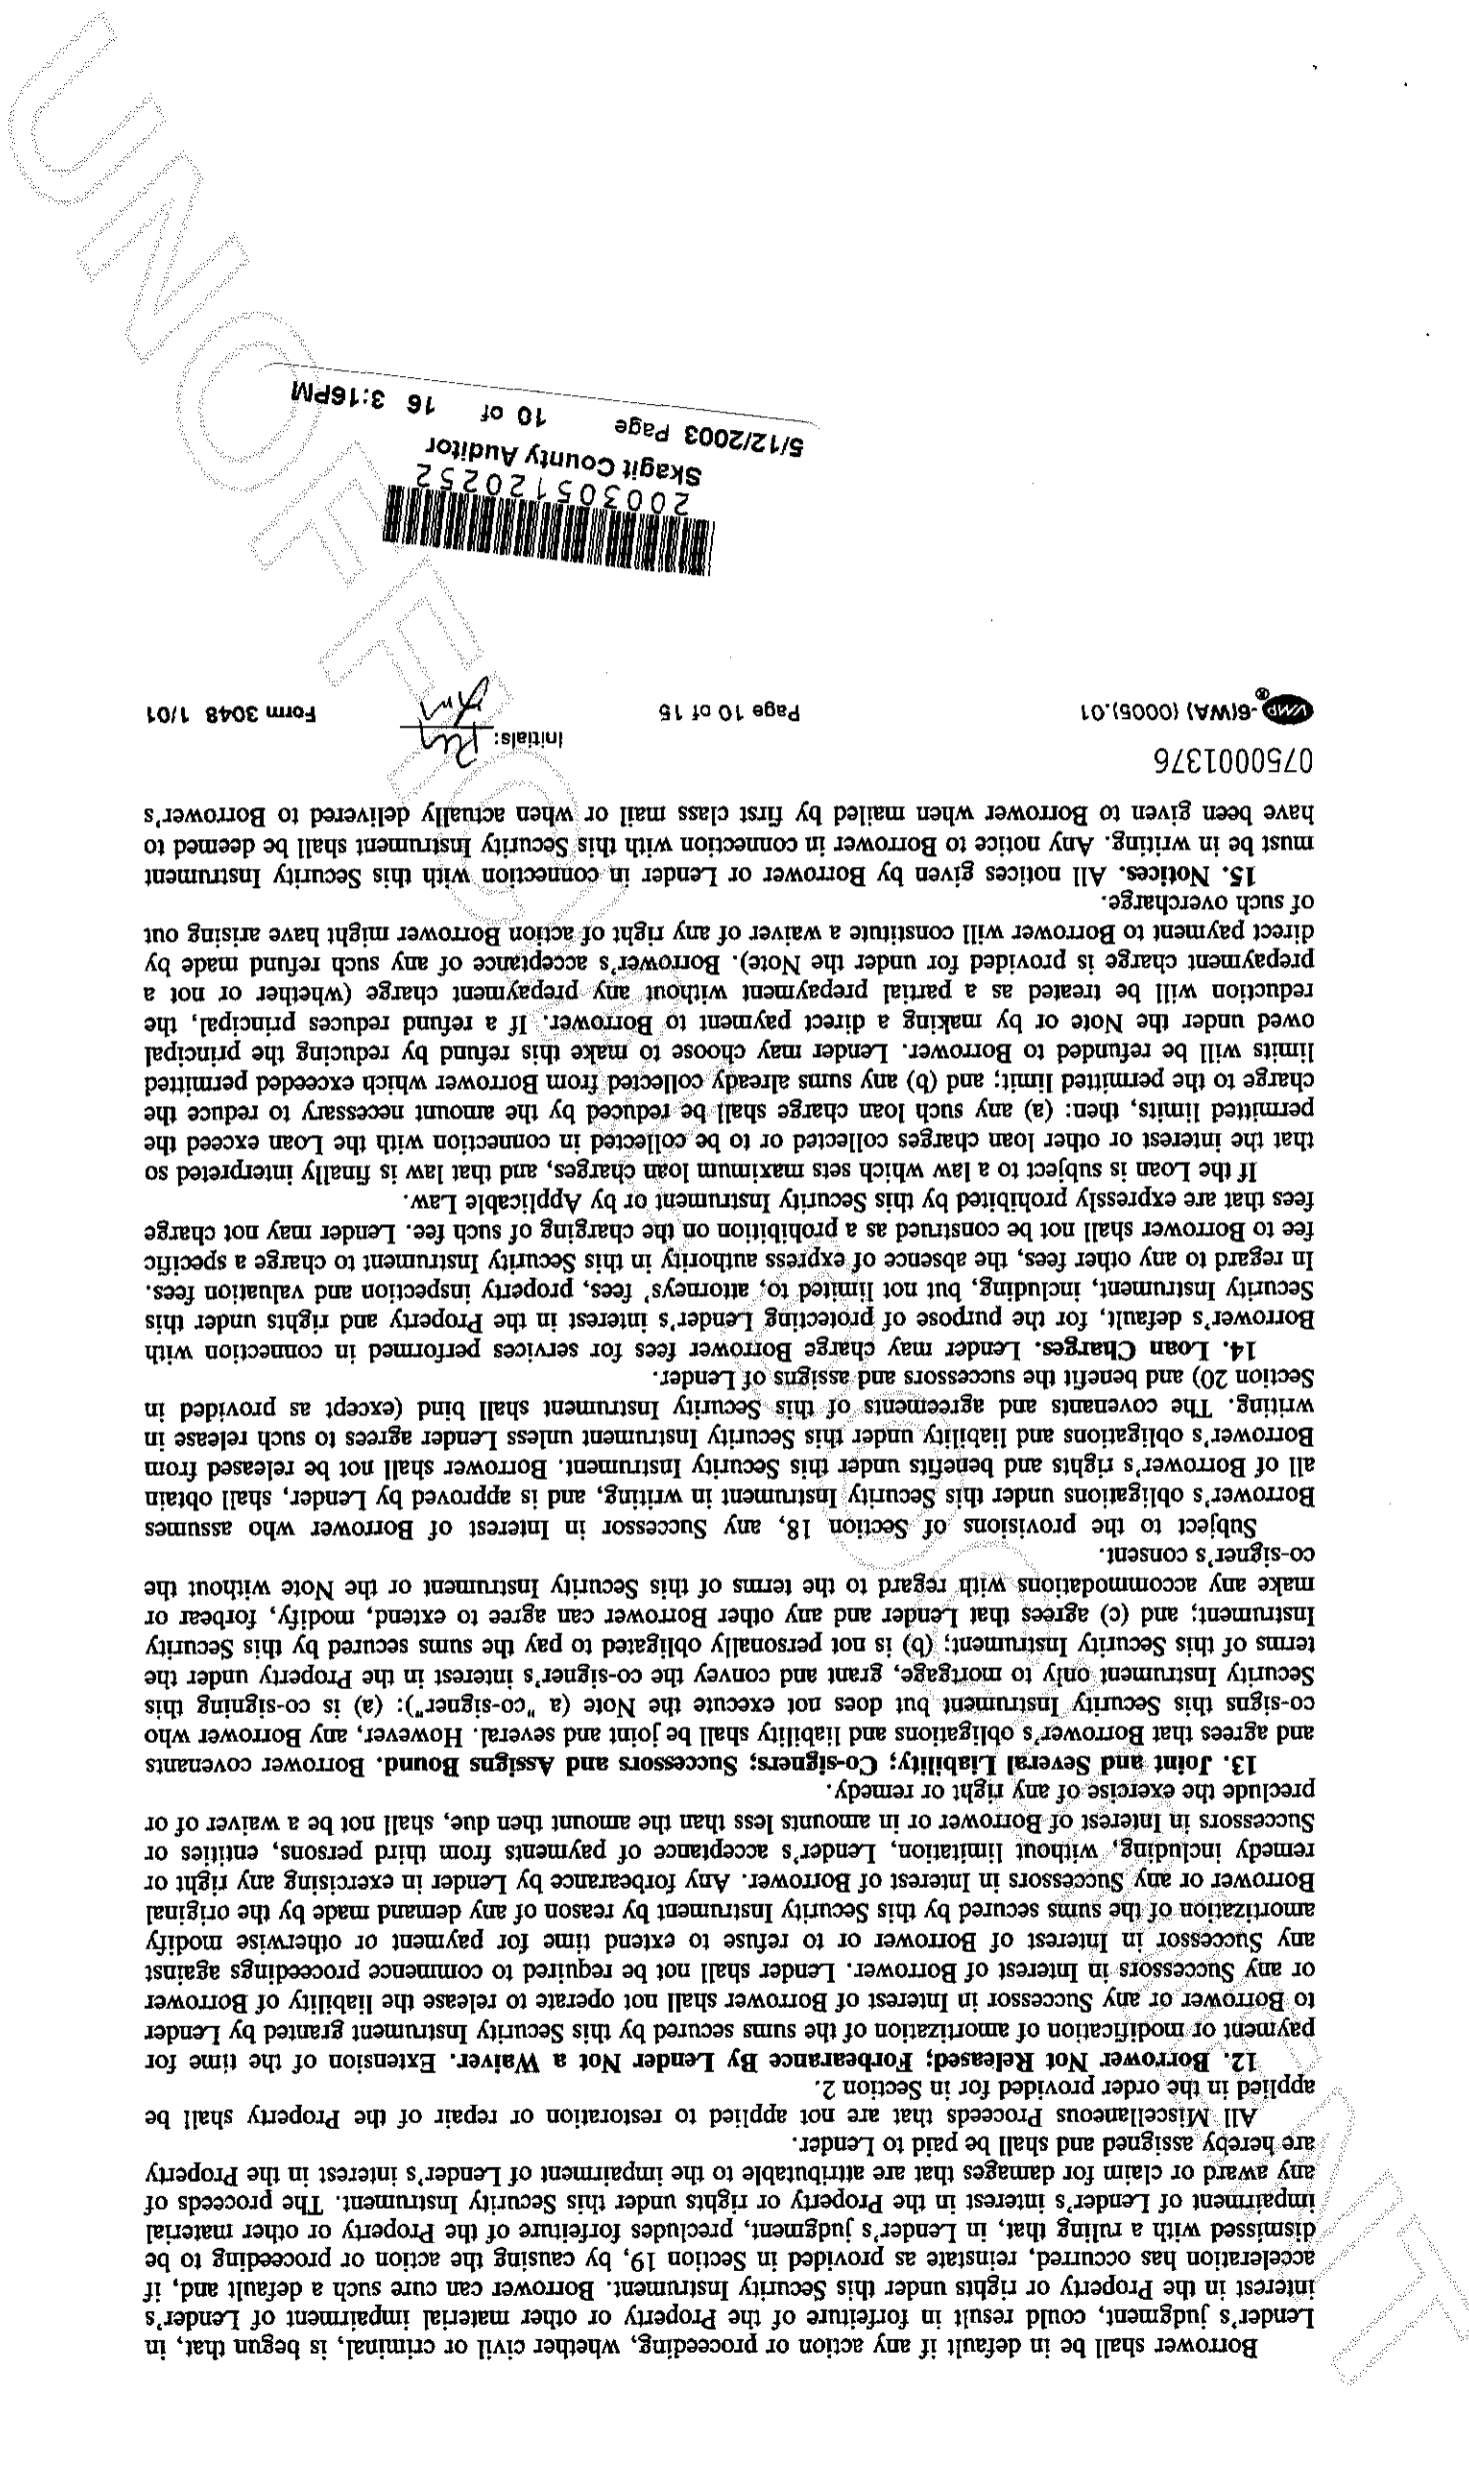 Borrower shall be in default if any action or proceeding, whether civil or criminal, is begun that, in
Lender's judgment, could result in forfeiture of the Property or other material impairment of Lender's
interest in the Property or rights under this Security Instrument. Borrower can cure such a default and, if
acceleration has occurred, reinstate as provided in Section 19, by causing the action or proceeding to be
dismissed with a ruling that, in Lender's judgment, precludes forfeiture of the Property or other material
impairment of Lender's interest in the Property or rights under this Security Instrument. The proceeds of
any award or claim for damages that are attributable to the impairment of Lender's interest in the Property
are hereby assigned and shall be paid to Lender.
All Miscellaneous Proceeds that are not applied to restoration or repair of the Property shall be
applied in the order provided for in Section 2.
12. Borrower Not Released; Forbearance By Lender Not a Waiver. Extension of the time for
payment or modification of amortization of the sums secured by this Security Instrument granted by Lender
to Borrower or any Successor in Interest of Borrower shall not operate to release the liability of Borrower
or any Successors in Interest of Borrower. Lender shall not be required to commence proceedings against
any Successor in Interest of Borrower or to refuse to extend time for payment or otherwise modify
amortization of the sums secured by this Security Instrument by reason of any demand made by the original
Borrower or any Successors in Interest of Borrower. Any forbearance by Lender in exercising any right or
remedy including, without limitation, Lender's acceptance of payments from third persons, entities or
Successors in Interest of Borrower or in amounts less than the amount then due, shall not be a waiver of or
preclude the exercise of any right or remedy.
13. Joint and Several Liability; Co-signers; Successors and Assigns Bound. Borrower covenants
and agrees that Borrower's obligations and liability shall be joint and several. However, any Borrower who
co-signs this Security Instrument but does not execute the Note (a "co-signer"): (a) is co-signing this
Security Instrument only to mortgage, grant and convey the co-signer's interest in the Property under the
terms of this Security Instrument; (b) is not personally obligated to pay the sums secured by this Security
Instrument; and (c) agrees that Lender and any other Borrower can agree to extend, modify, forbear or
make any accommodations with regard to the terms of this Security Instrument or the Note without the
co-signer's consent.
Subject to the provisions of Section 18, any Successor in Interest of Borrower who assumes
Borrower's obligations under this Security Instrument in writing, and is approved by Lender, shall obtain
all of Borrower's rights and benefits under this Security Instrument. Borrower shall not be released from
Borrower's obligations and liability under this Security Instrument unless Lender agrees to such release in
writing. The covenants and agreements of this Security Instrument shall bind (except as provided in
Section 20) and benefit the successors and assigns of Lender.
14. Loan Charges. Lender may charge Borrower fees for services performed in connection with
Borrower's default, for the purpose of protecting Lender's interest in the Property and rights under this
Security Instrument, including, but not limited to, attorneys' fees, property inspection and valuation fees.
In regard to any other fees, the absence of express authority in this Security Instrument to charge a specific
fee to Borrower shall not be construed as a prohibition on the charging of such fee. Lender may not charge
fees that are expressly prohibited by this Security Instrument or by Applicable Law.
If the Loan is subject to a law which sets maximum loan charges, and that law is finally interpreted so
that the interest or other loan charges collected or to be collected in connection with the Loan exceed the
permitted limits, then: (a) any such loan charge shall be reduced by the amount necessary to reduce the
charge to the permitted limit; and (b) any sums already collected from Borrower which exceeded permitted
limits will be refunded to Borrower. Lender may choose to make this refund by reducing the principal
owed under the Note or by making a direct payment to Borrower. If a refund reduces principal, the
reduction will be treated as a partial prepayment without any prepayment charge (whether or not a
prepayment charge is provided for under the Note). Borrower's acceptance of any such refund made by
direct payment to Borrower will constitute a waiver of any right of action Borrower might have arising out
of such overcharge.
15. Notices. All notices given by Borrower or Lender in connection with this Security Instrument
must be in writing. Any notice to Borrower in connection with this Security Instrument shall be deemed to
have been given to Borrower when mailed by first class mail or when actually delivered to Borrower's
0750001376
Initials:
VMP®-6(WA) (0005).01 Page 10 of 15 Form 3048 1/01
200305120252
Skagit County Auditor
5/12/2003 Page 10 of 16 3:16PM
UNOFFICIAL DOCUMENT